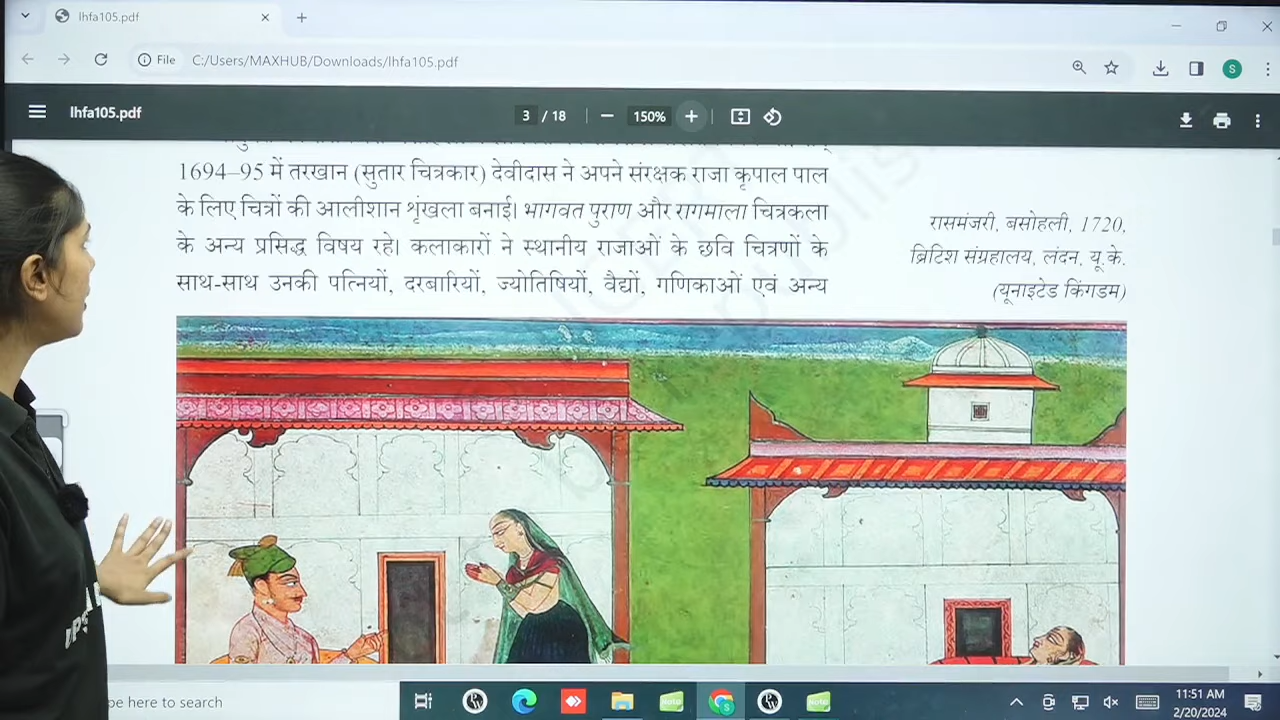 lhfa105.pdf
File
C:/Users/MAXHUB/Downloads/lhfa105.pdf
S
lhfa105.pdf
3 / 18
150%
1694–95 में तरखान (सुतार चित्रकार) देवीदास ने अपने संरक्षक राजा कृपाल पाल
के लिए चित्रों की आलीशान शृंखला बनाई। भागवत पुराण और रागमाला चित्रकला
के अन्य प्रसिद्ध विषय रहे। कलाकारों ने स्थानीय राजाओं के छवि चित्रणों के
साथ-साथ उनकी पत्नियों, दरबारियों, ज्योतिषियों, वैद्यों, गणिकाओं एवं अन्य
रासमंजरी, बसोहली, 1720,
ब्रिटिश संग्रहालय, लंदन, यू.के.
(यूनाइटेड किंगडम)
pe here to search
Note
Note
11:51 AM
2/20/2024